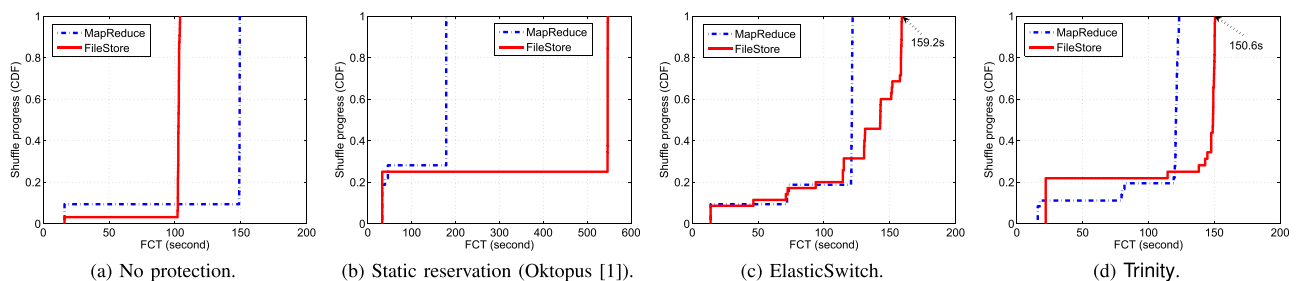 Shuffle progress (CDF)
1
0.8
0.6
0.4
0.2
0
MapReduce
FileStore
0 50 100 150 200
FCT (second)
(a) No protection.
Shuffle progress (CDF)
1
0.8
0.6
0.4
0.2
0
MapReduce
FileStore
0 100 200 300 400 500 600
FCT (second)
(b) Static reservation (Oktopus [1]).
Shuffle progress (CDF)
1
0.8
0.6
0.4
0.2
0
MapReduce
FileStore
159.2s
0 50 100 150 200
FCT (second)
(c) ElasticSwitch.
Shuffle progress (CDF)
1
0.8
0.6
0.4
0.2
0
MapReduce
FileStore
150.6s
0 50 100 150 200
FCT (second)
(d) Trinity.